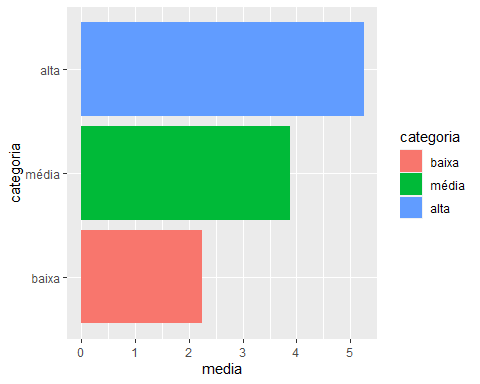 categoria
alta
média
baixa
0 1 2 3 4 5
media
categoria
baixa
média
alta